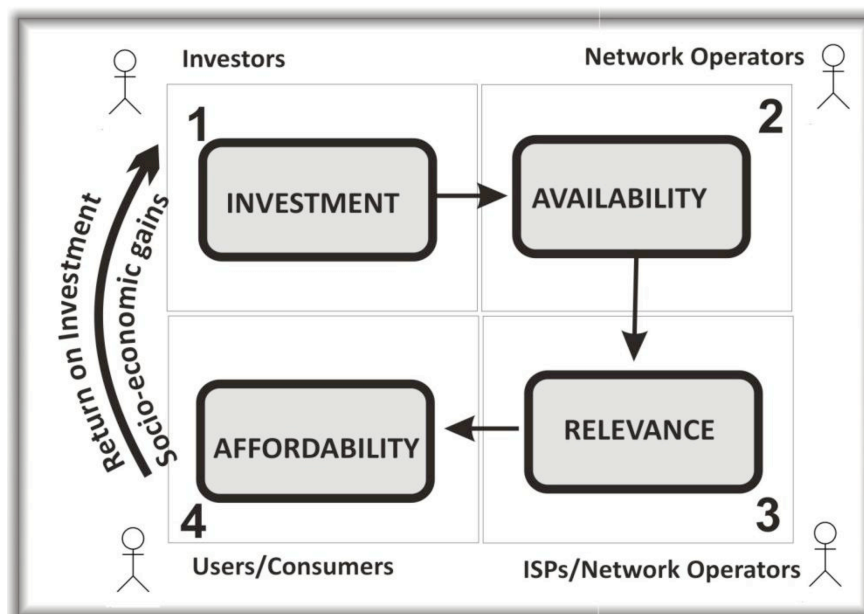 Investors
Network Operators
1
2
INVESTMENT
AVAILABILITY
Return on Investment
Socio-economic gains
AFFORDABILITY
RELEVANCE
4
3
Users/Consumers
ISPs/Network Operators